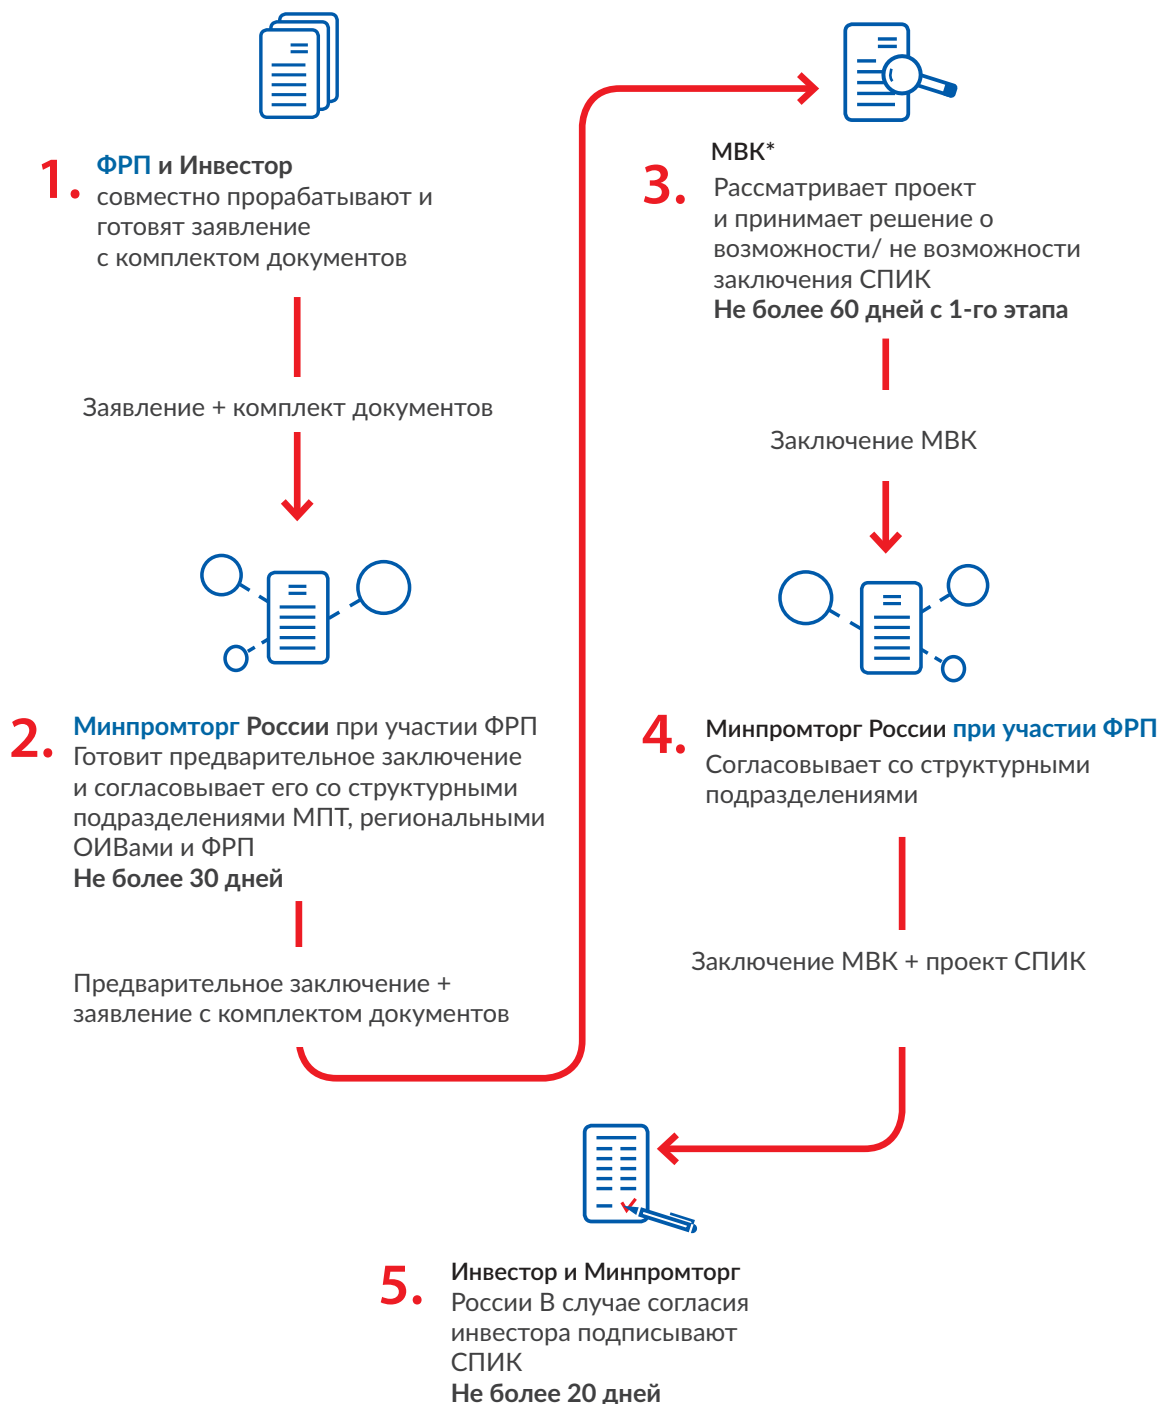 1.
ФРП и Инвестор
совместно прорабатывают и
готовят заявление
с комплектом документов
Заявление + комплект документов
2.
Минпромторг России при участии ФРП
Готовит предварительное заключение
и согласовывает его со структурными
подразделениями МПТ, региональными
ОИВами и ФРП
Не более 30 дней
Предварительное заключение +
заявление с комплектом документов
3.
МВК*
Рассматривает проект
и принимает решение о
возможности/ не возможности
заключения СПИК
Не более 60 дней с 1-го этапа
Заключение МВК
4.
Минпромторг России при участии ФРП
Согласовывает со структурными
подразделениями
Заключение МВК + проект СПИК
5.
Инвестор и Минпромторг
России В случае согласия
инвестора подписывают
СПИК
Не более 20 дней